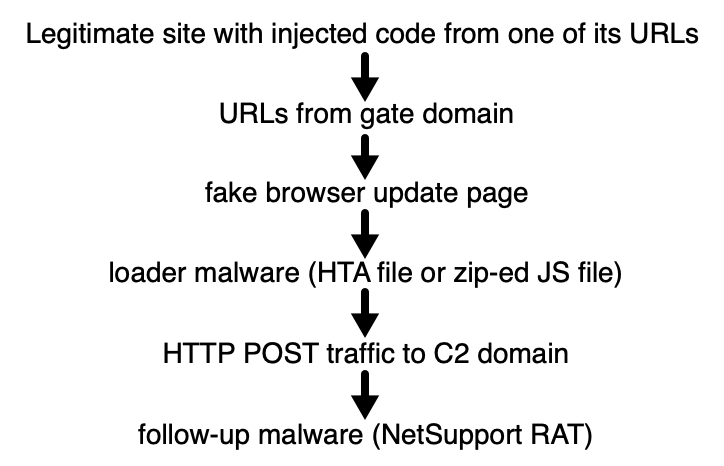 Legitimate site with injected code from one of its URLs
URLs from gate domain
fake browser update page
loader malware (HTA file or zip-ed JS file)
HTTP POST traffic to C2 domain
follow-up malware (NetSupport RAT)